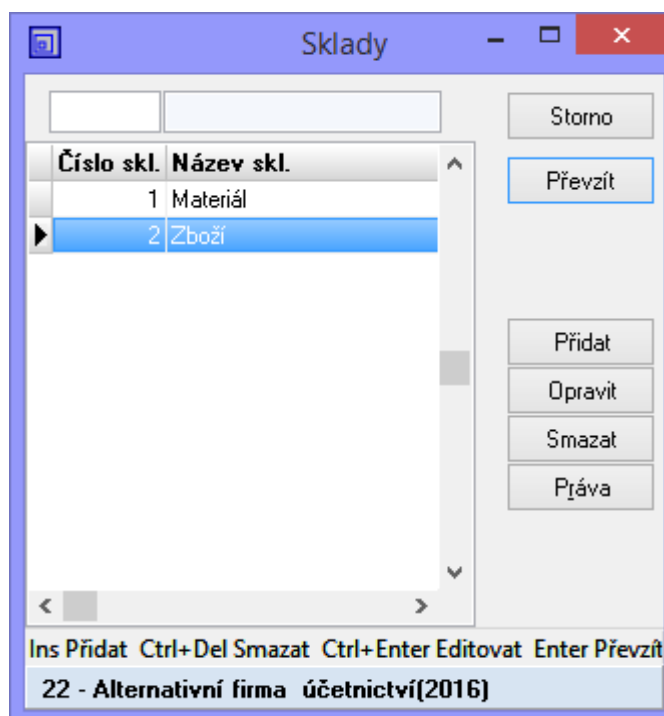 Sklady
Storno
Číslo skl. Název skl.
Převzít
1 Materiál
2 Zboží
Přidat
Opravit
Smazat
Práva
Ins Přidat Ctrl+Del Smazat Ctrl+Enter Editovat Enter Převzít
22 - Alternativní firma účetnictví(2016)